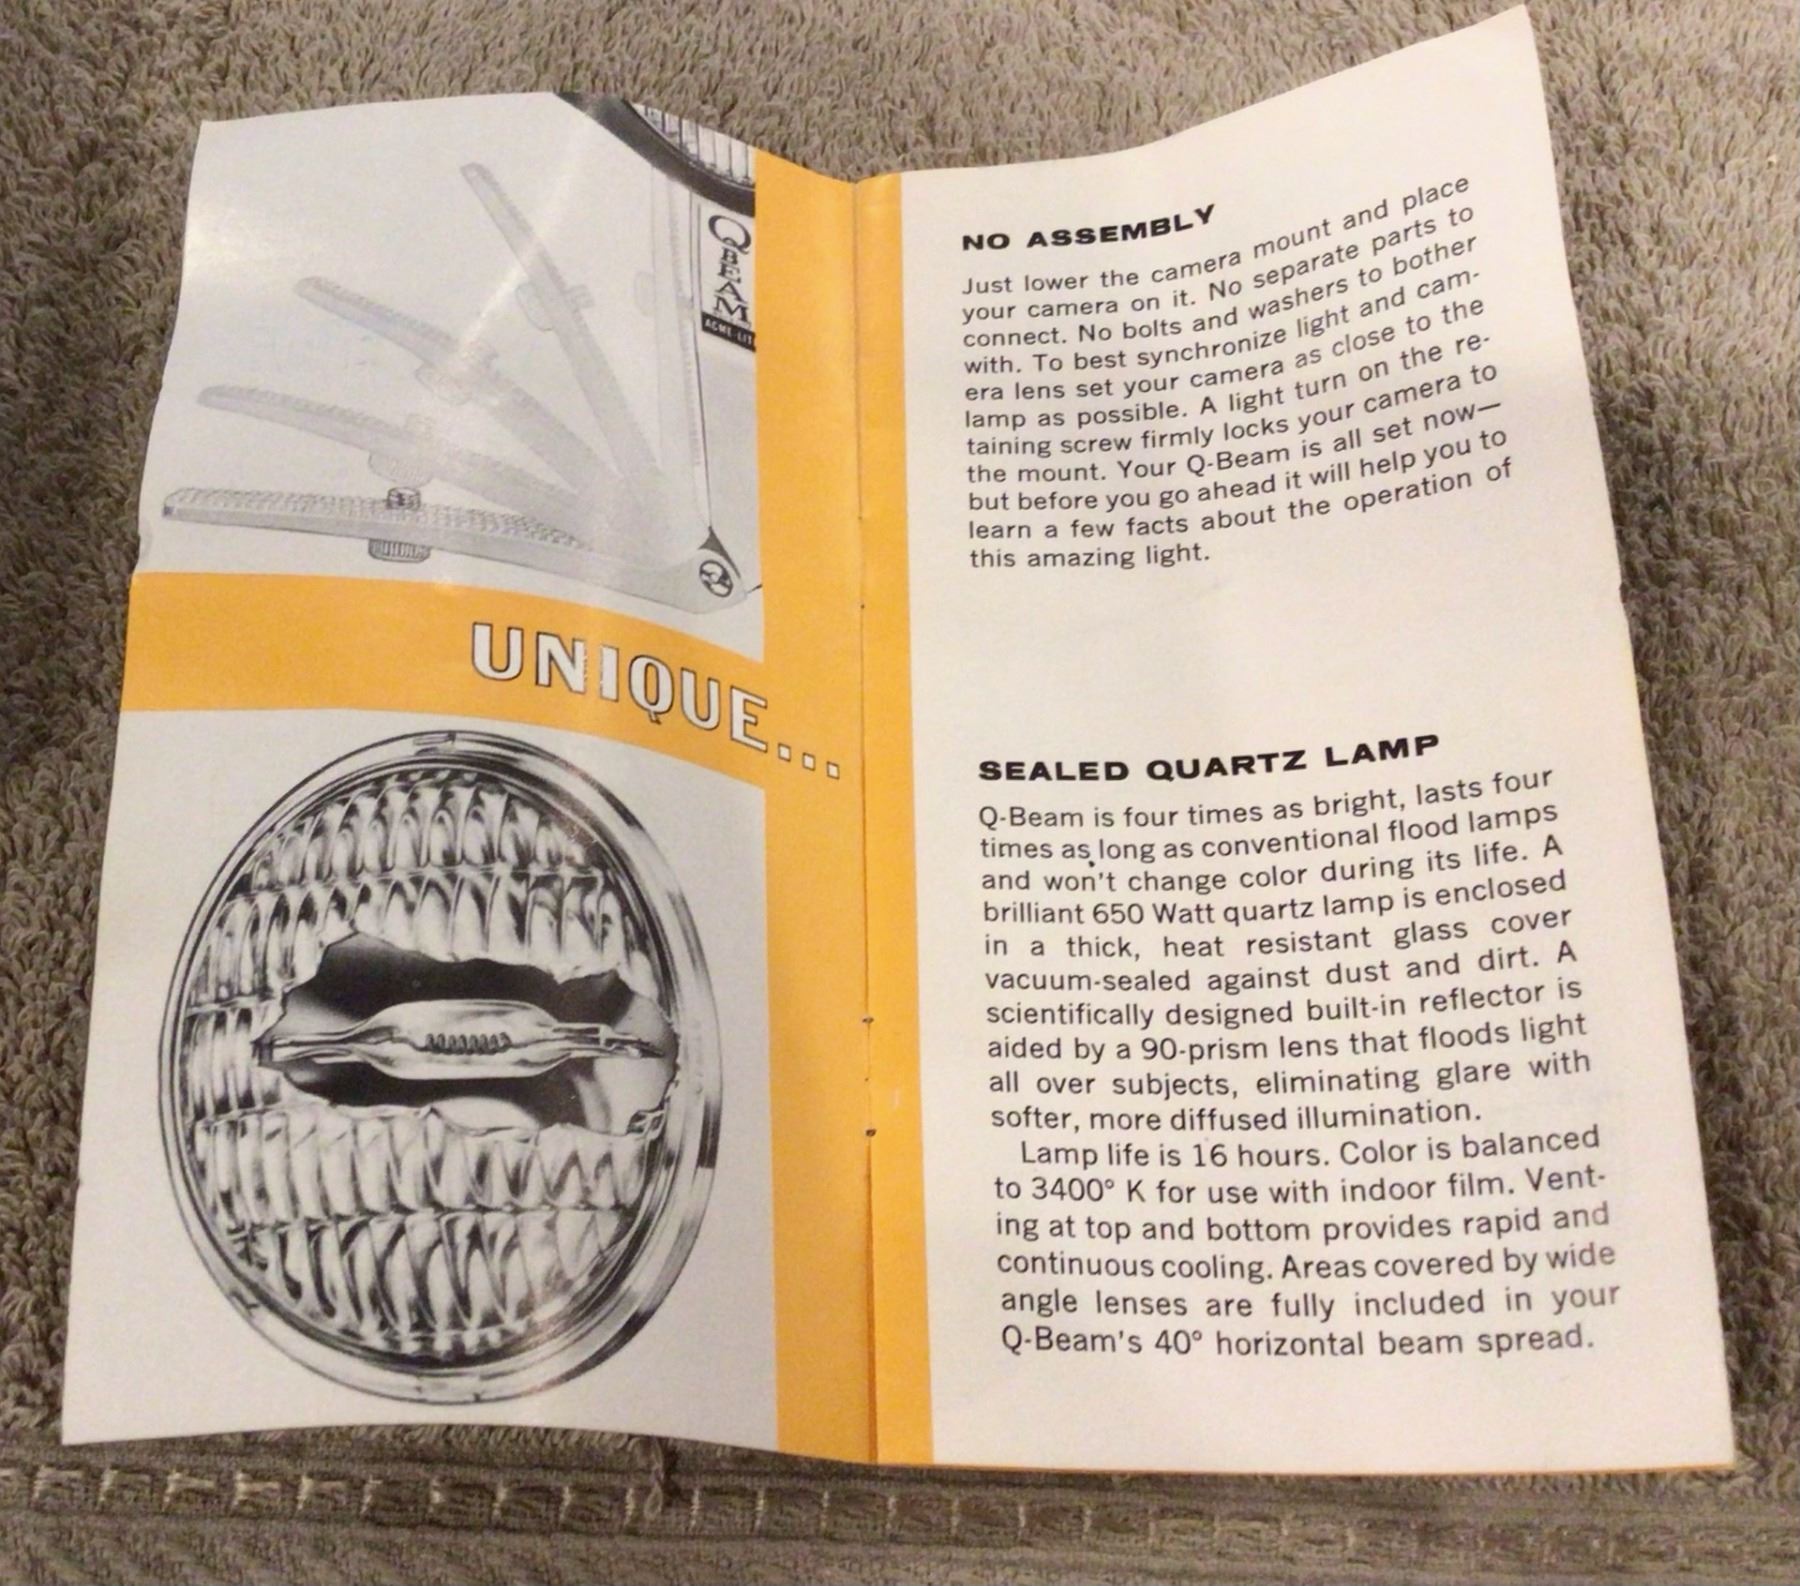 Q
BEAM
ACME-LIT
UNIQUE...
NO ASSEMBLY
Just lower the camera mount and place
your camera on it. No separate parts to
connect. No bolts and washers to bother
with. To best synchronize light and cam-
era lens set your camera as close to the
lamp as possible. A light turn on the re-
taining screw firmly locks your camera to
the mount. Your Q-Beam is all set now—
but before you go ahead it will help you to
learn a few facts about the operation of
this amazing light.
SEALED QUARTZ LAMP
Q-Beam is four times as bright, lasts four
times as long as conventional flood lamps
and won't change color during its life. A
brilliant 650 Watt quartz lamp is enclosed
in a thick, heat resistant glass cover
vacuum-sealed against dust and dirt. A
scientifically designed built-in reflector is
aided by a 90-prism lens that floods light
all over subjects, eliminating glare with
softer, more diffused illumination.
Lamp life is 16 hours. Color is balanced
to 3400° K for use with indoor film. Vent-
ing at top and bottom provides rapid and
continuous cooling. Areas covered by wide
angle lenses are fully included in your
Q-Beam's 40° horizontal beam spread.